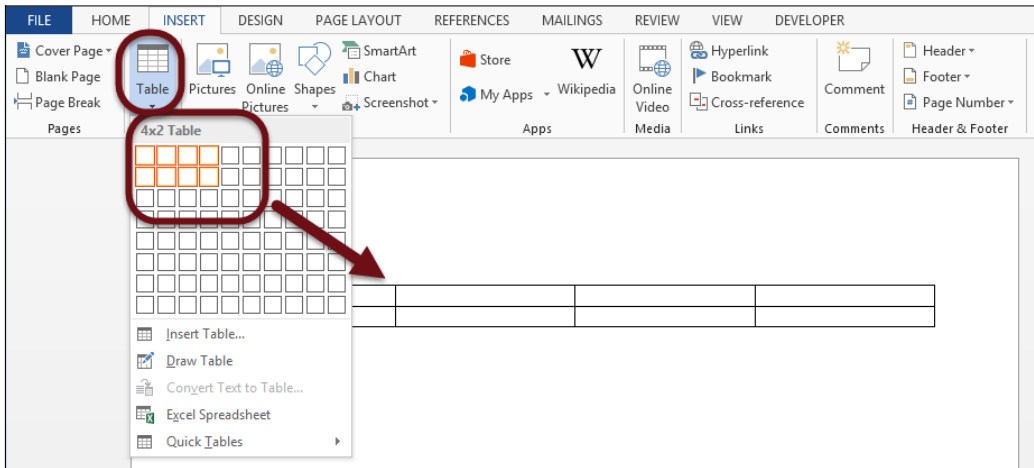 FILE HOME INSERT DESIGN PAGE LAYOUT REFERENCES MAILINGS REVIEW VIEW DEVELOPER
Cover Page
Blank Page
Page Break
Pages
Table
Pictures
Online
Pictures
Shapes
SmartArt
Chart
Screenshot
Store
My Apps
W
Wikipedia
Apps
Online
Video
Media
Hyperlink
Bookmark
Cross-reference
Links
Comment
Comments
Header
Footer
Page Number
Header & Footer
4x2 Table
Insert Table...
Draw Table
Convert Text to Table...
Excel Spreadsheet
Quick Tables